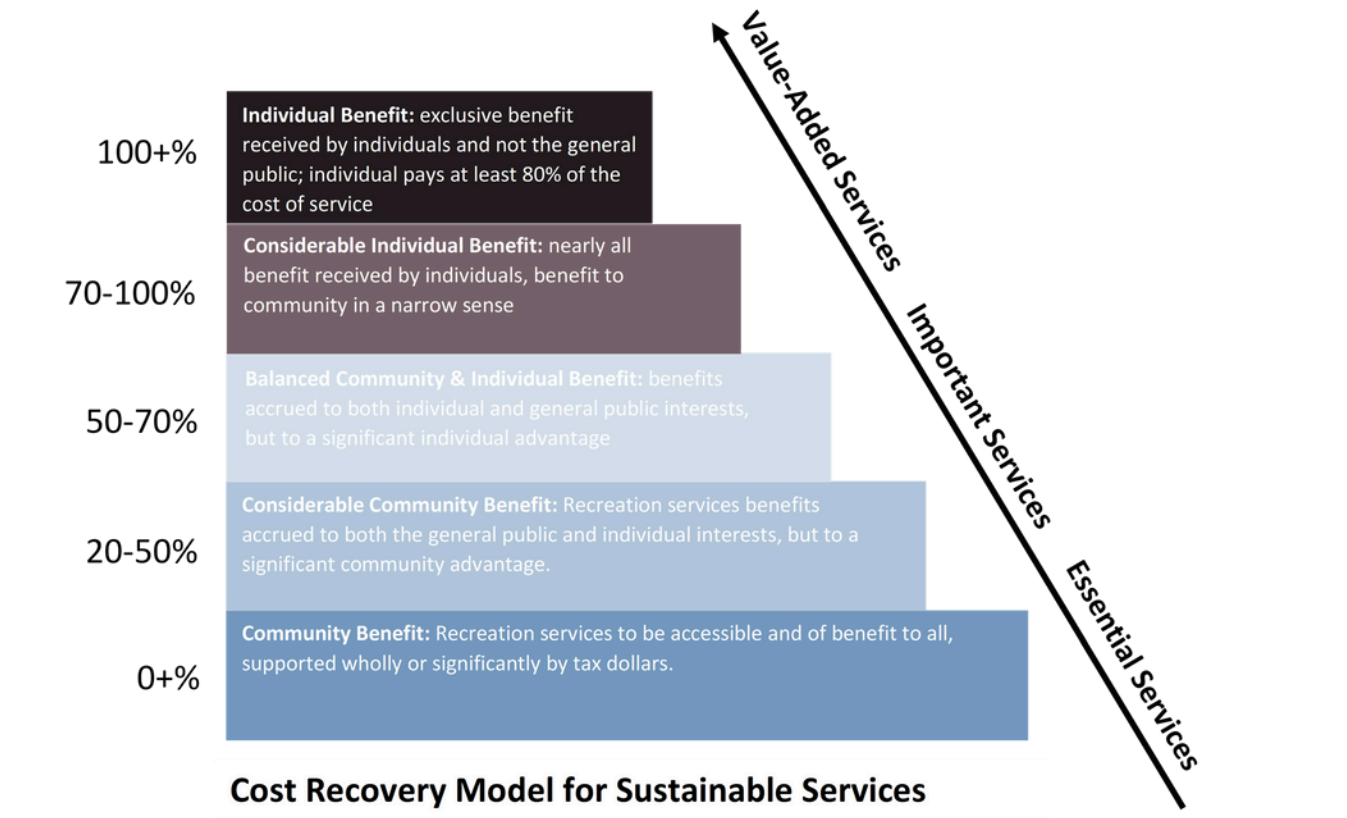 Value-Added Services
100+%
Individual Benefit: exclusive benefit
received by individuals and not the general
public; individual pays at least 80% of the
cost of service
70-100%
Considerable Individual Benefit: nearly all
benefit received by individuals, benefit to
community in a narrow sense
Important Services
50-70%
Balanced Community & Individual Benefit: benefits
accrued to both individual and general public interests,
but to a significant individual advantage
20-50%
Considerable Community Benefit: Recreation services benefits
accrued to both the general public and individual interests, but to a
significant community advantage.
Essential Services
0+%
Community Benefit: Recreation services to be accessible and of benefit to all,
supported wholly or significantly by tax dollars.
Cost Recovery Model for Sustainable Services